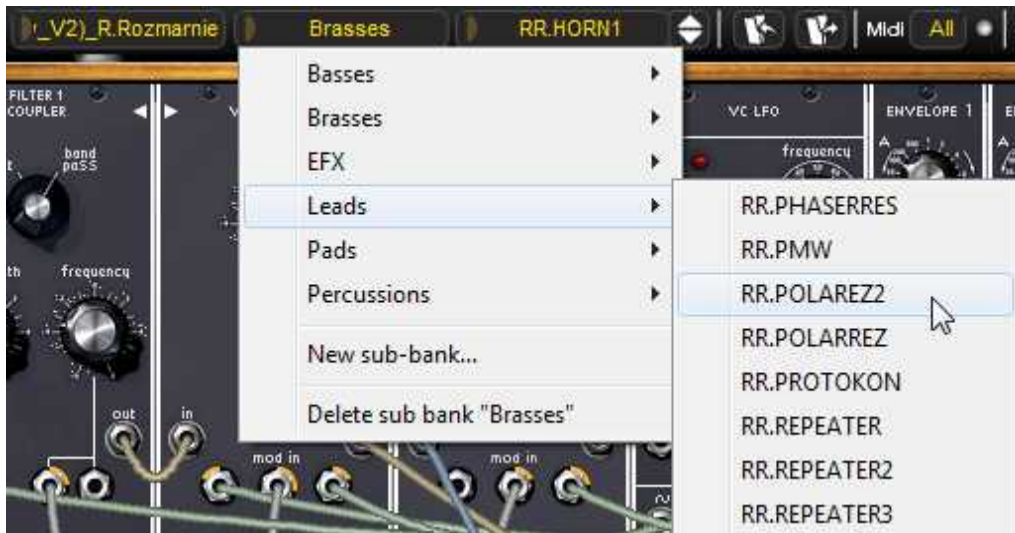 _V2)_R.Rozmarnie Brasses RR.HORN1 Midi All
Basses
Brasses
EFX
Leads
Pads
Percussions
New sub-bank...
Delete sub bank "Brasses"
RR.PHASERRES
RR.PMW
RR.POLAREZ2
RR.POLARREZ
RR.PROTOKON
RR.REPEATER
RR.REPEATER2
RR.REPEATER3
FILTER 1
COUPLER
band
pass
frequency
out in
mod in
mod in
VC LFO
frequency
ENVELOPE 1
A